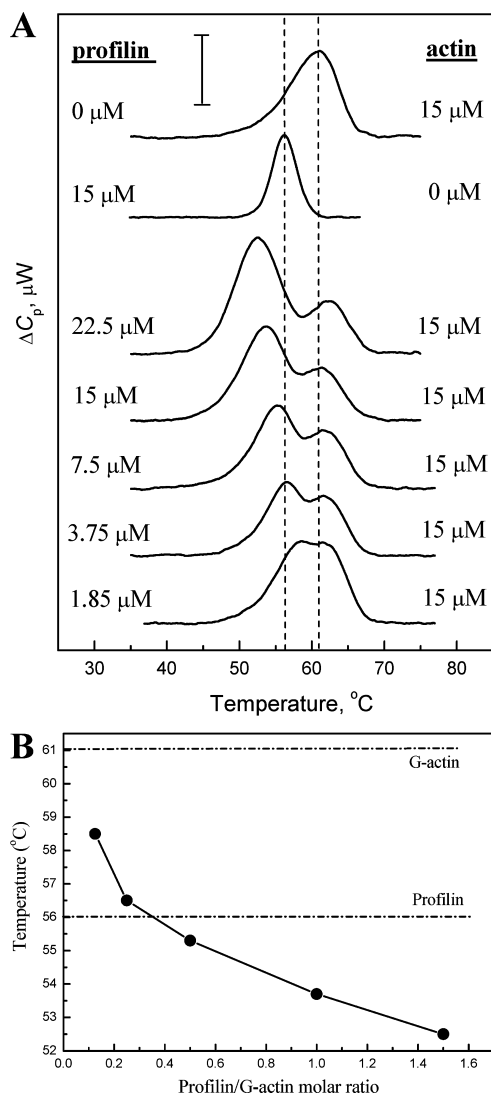 A
profilin actin
0 μM 15 μM
15 μM 0 μM
22.5 μM 15 μM
15 μM 15 μM
7.5 μM 15 μM
3.75 μM 15 μM
1.85 μM 15 μM
ΔCp, μW
30 40 50 60 70 80
Temperature, °C
B
61
60
59
58
57
56
55
54
53
52
Temperature (°C)
G-actin
Profilin
0.0 0.2 0.4 0.6 0.8 1.0 1.2 1.4 1.6
Profilin/G-actin molar ratio